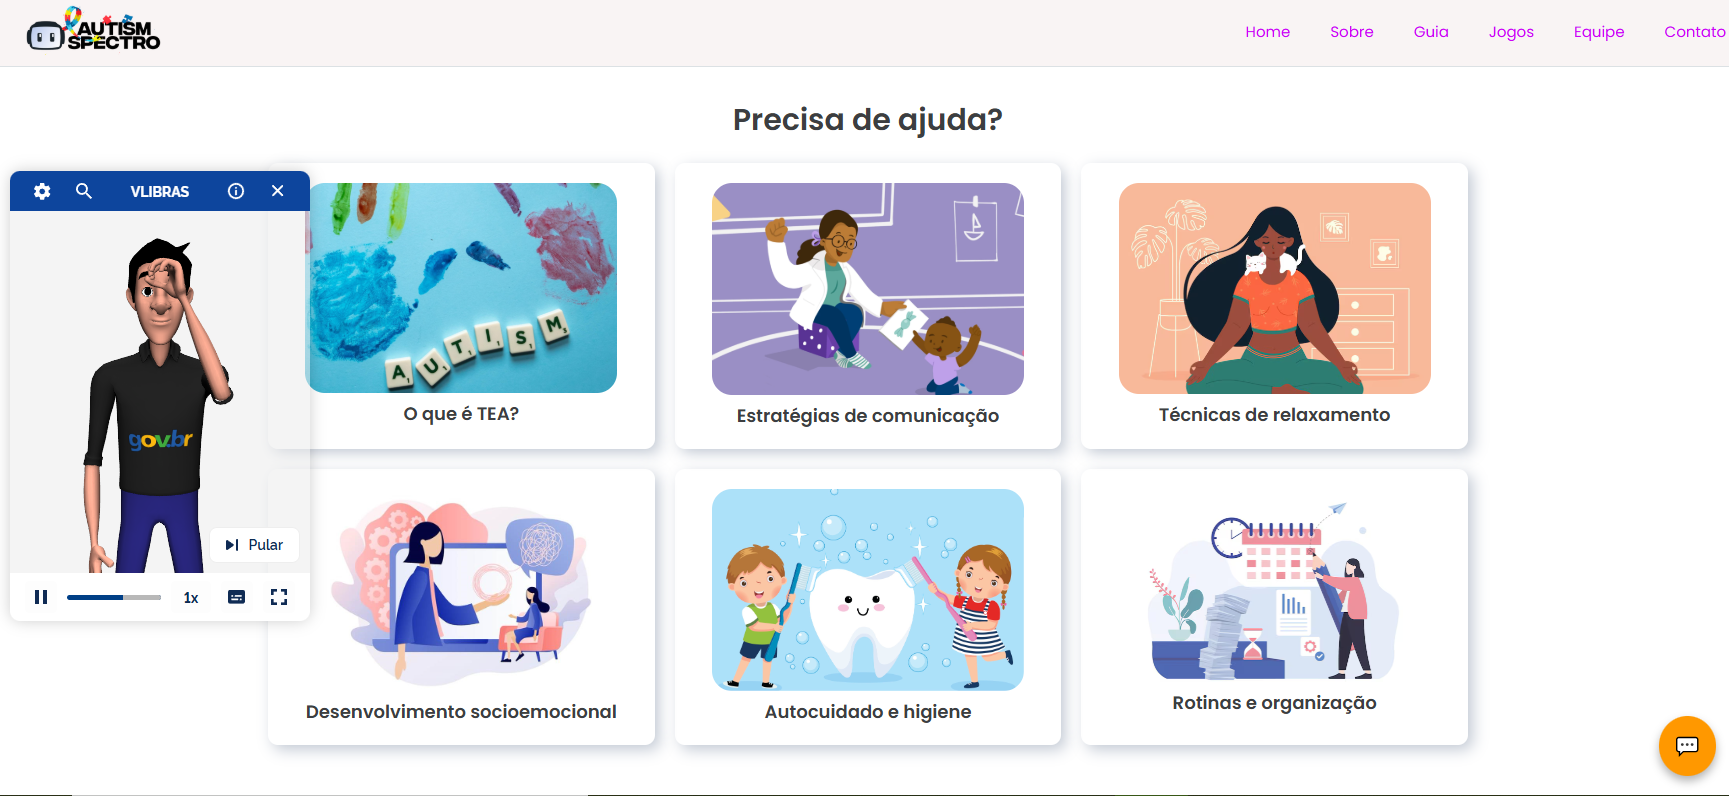 AUTISM
SPECTRO
Home
Sobre
Guia
Jogos
Equipe
Contato
Precisa de ajuda?
VLIBRAS
gov.br
Pular
1x
AUTISM
O que é TEA?
Estratégias de comunicação
Técnicas de relaxamento
Desenvolvimento socioemocional
Autocuidado e higiene
Rotinas e organização